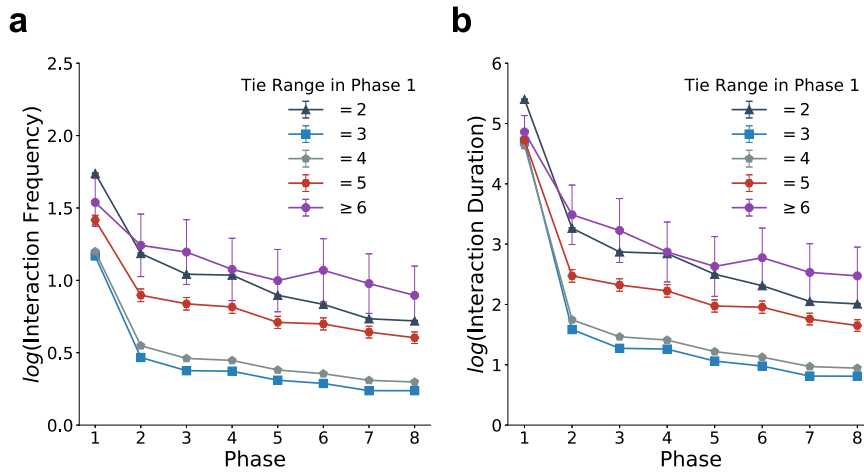 a
2.5
2.0
1.5
1.0
0.5
0.0
log(Interaction Frequency)
Tie Range in Phase 1
= 2
= 3
= 4
= 5
≥ 6
1 2 3 4 5 6 7 8
Phase
b
6
5
4
3
2
1
0
log(Interaction Duration)
Tie Range in Phase 1
= 2
= 3
= 4
= 5
≥ 6
1 2 3 4 5 6 7 8
Phase